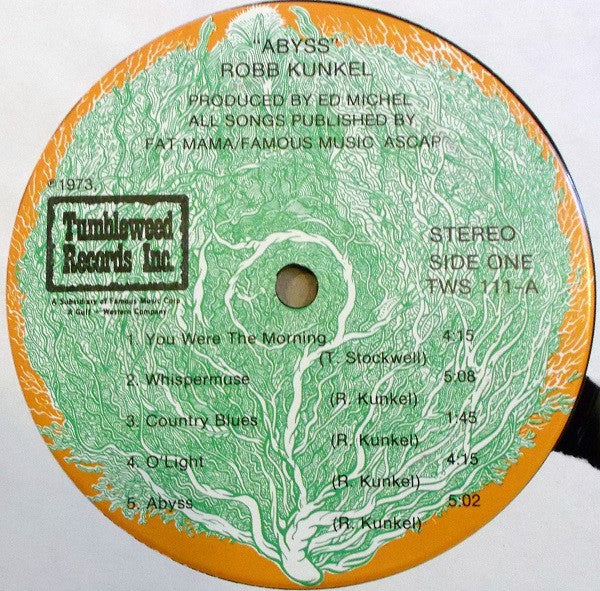 "ABYSS"
ROBB KUNKEL
PRODUCED BY ED MICHEL
ALL SONGS PUBLISHED BY
FAT MAMA/FAMOUS MUSIC ASCAP
℗ 1973,
Tumbleweed
Records Inc.
A Subsidiary of Famous Music Corp
A Gulf + Western Company
STEREO
SIDE ONE
TWS 111-A
1. You Were The Morning 4:15
(T. Stockwell)
2. Whispermuse 5:08
(R. Kunkel)
3. Country Blues 1:45
(R. Kunkel)
4. O'Light 4:15
(R. Kunkel)
5. Abyss 5:02
(R. Kunkel)